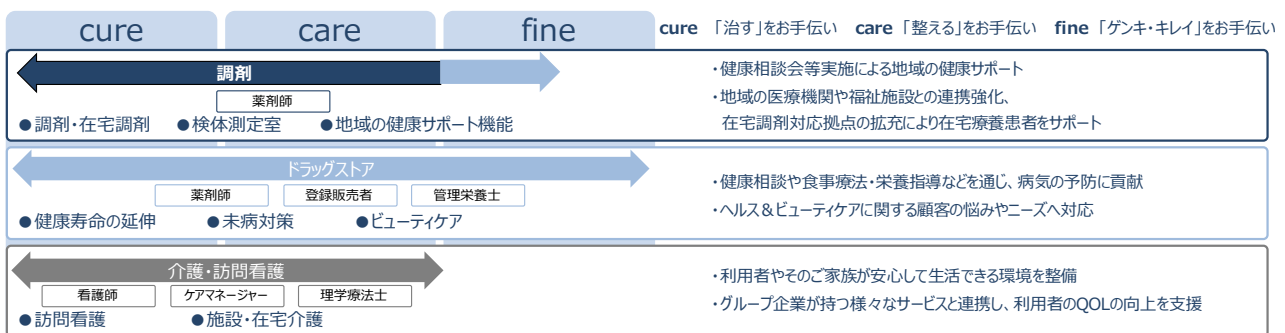 cure care fine
cure 「治す」をお手伝い care 「整える」をお手伝い fine 「ゲンキ・キレイ」をお手伝い
調剤
薬剤師
●調剤・在宅調剤 ●検体測定室 ●地域の健康サポート機能
・健康相談会等実施による地域の健康サポート
・地域の医療機関や福祉施設との連携強化、
在宅調剤対応拠点の拡充により在宅療養患者をサポート
ドラッグストア
薬剤師 登録販売者 管理栄養士
●健康寿命の延伸 ●未病対策 ●ビューティケア
・健康相談や食事療法・栄養指導などを通じ、病気の予防に貢献
・ヘルス＆ビューティケアに関する顧客の悩みやニーズへ対応
介護・訪問看護
看護師 ケアマネージャー 理学療法士
●訪問看護 ●施設・在宅介護
・利用者やそのご家族が安心して生活できる環境を整備
・グループ企業が持つ様々なサービスと連携し、利用者のQOLの向上を支援